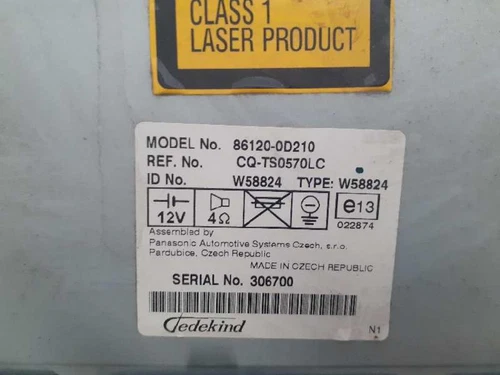 CLASS 1
LASER PRODUCT
MODEL No. 86120-0D210
REF. No. CQ-TS0570LC
ID No. W58824 TYPE: W58824
12V 4Ω e13
022874
Assembled by
Panasonic Automotive Systems Czech, s.r.o.
Pardubice, Czech Republic
MADE IN CZECH REPUBLIC
SERIAL No. 306700
Jedekind
N1